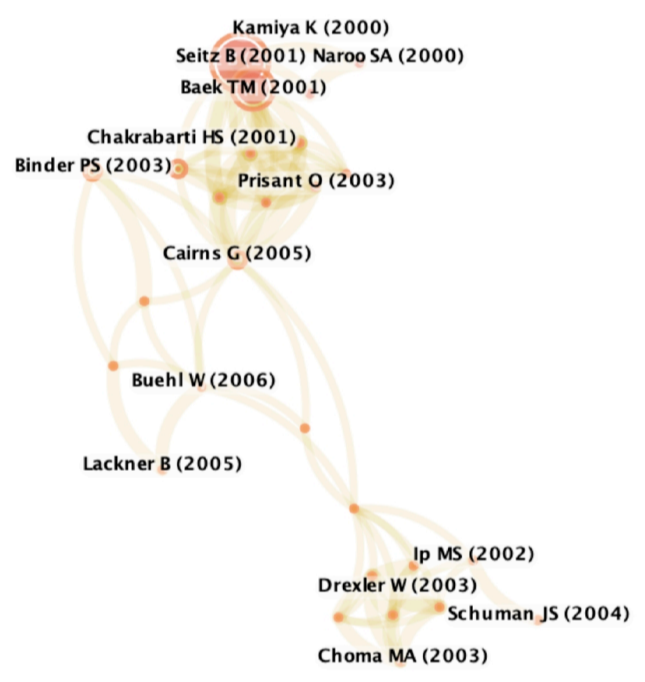 Kamiya K (2000)
Seitz B (2001) Naroo SA (2000)
Baek TM (2001)
Chakrabarti HS (2001)
Binder PS (2003)
Prisant O (2003)
Cairns G (2005)
Buehl W (2006)
Lackner B (2005)
Ip MS (2002)
Drexler W (2003)
Schuman JS (2004)
Choma MA (2003)